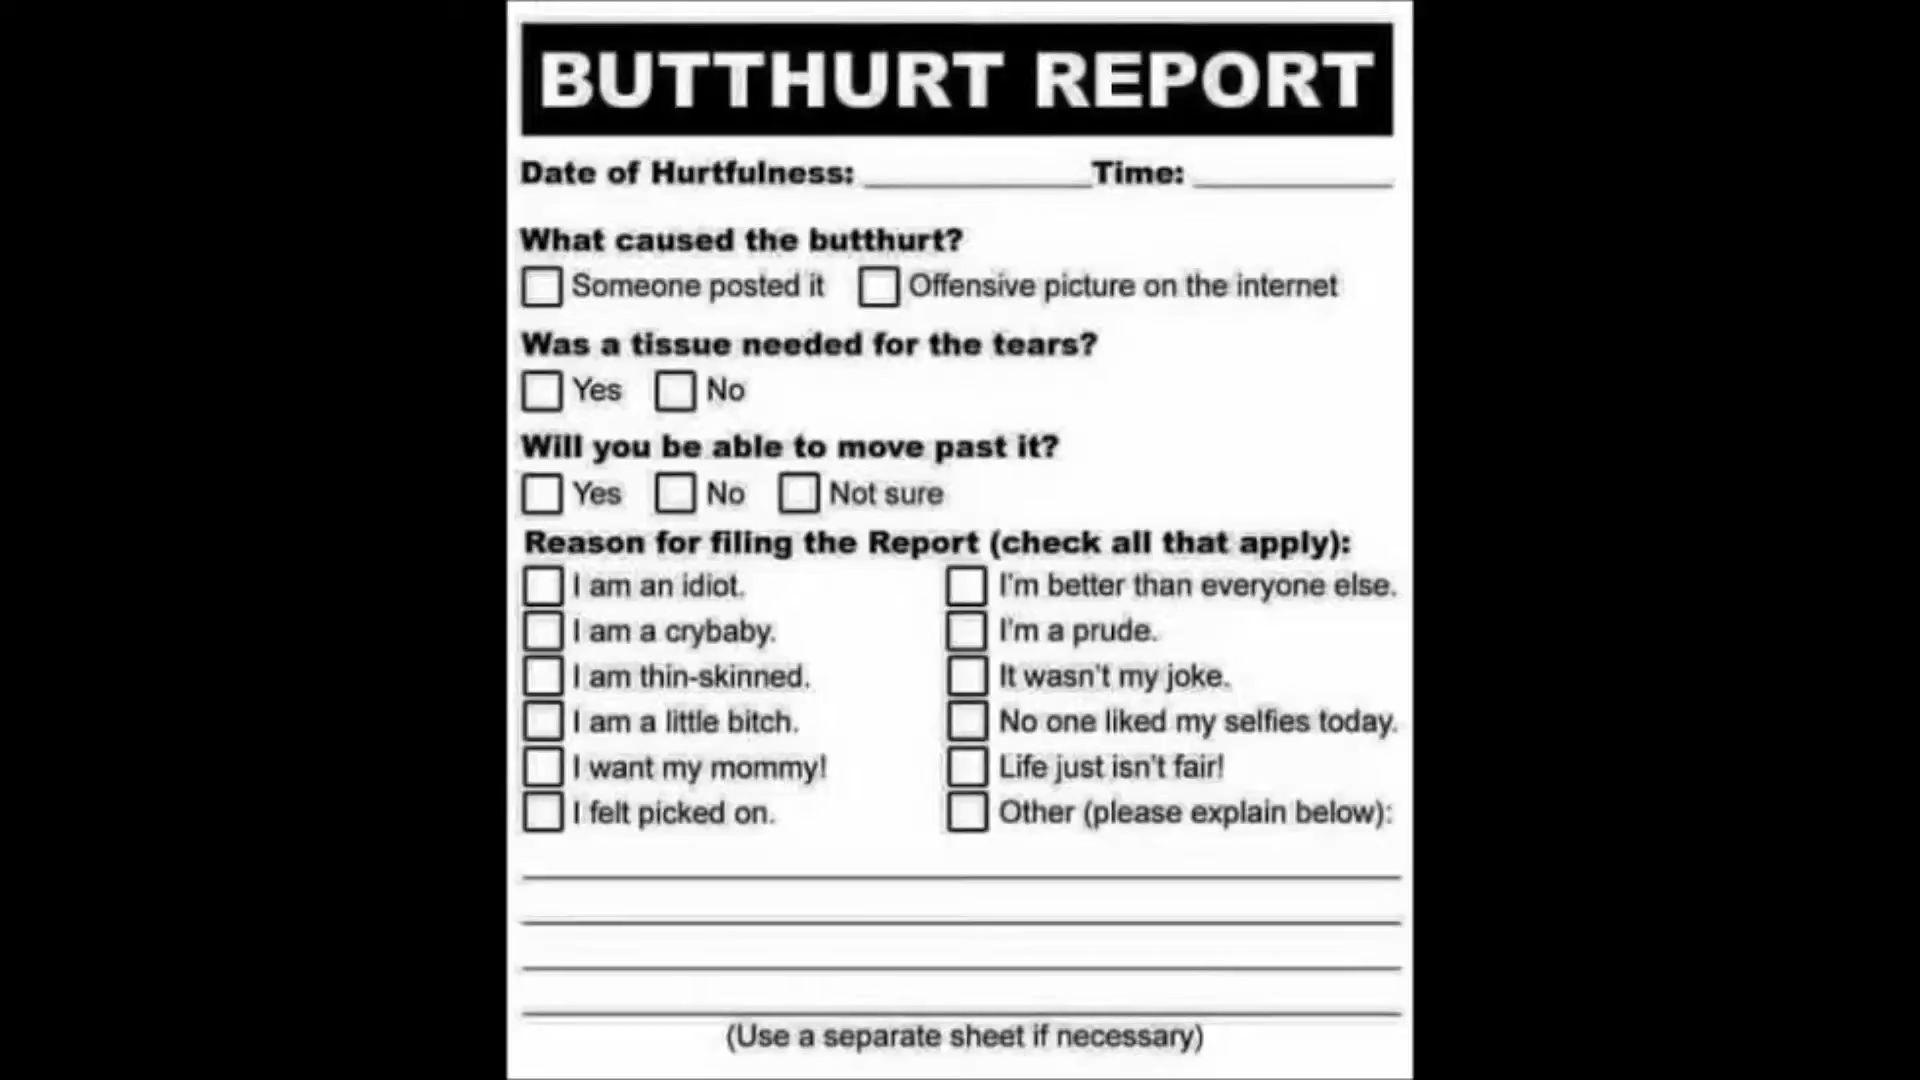 BUTTHURT REPORT
Date of Hurtfulness: ____________ Time: ____________
What caused the butthurt?
Someone posted it Offensive picture on the internet
Was a tissue needed for the tears?
Yes No
Will you be able to move past it?
Yes No Not sure
Reason for filing the Report (check all that apply):
I am an idiot. I'm better than everyone else.
I am a crybaby. I'm a prude.
I am thin-skinned. It wasn't my joke.
I am a little bitch. No one liked my selfies today.
I want my mommy! Life just isn't fair!
I felt picked on. Other (please explain below):
(Use a separate sheet if necessary)